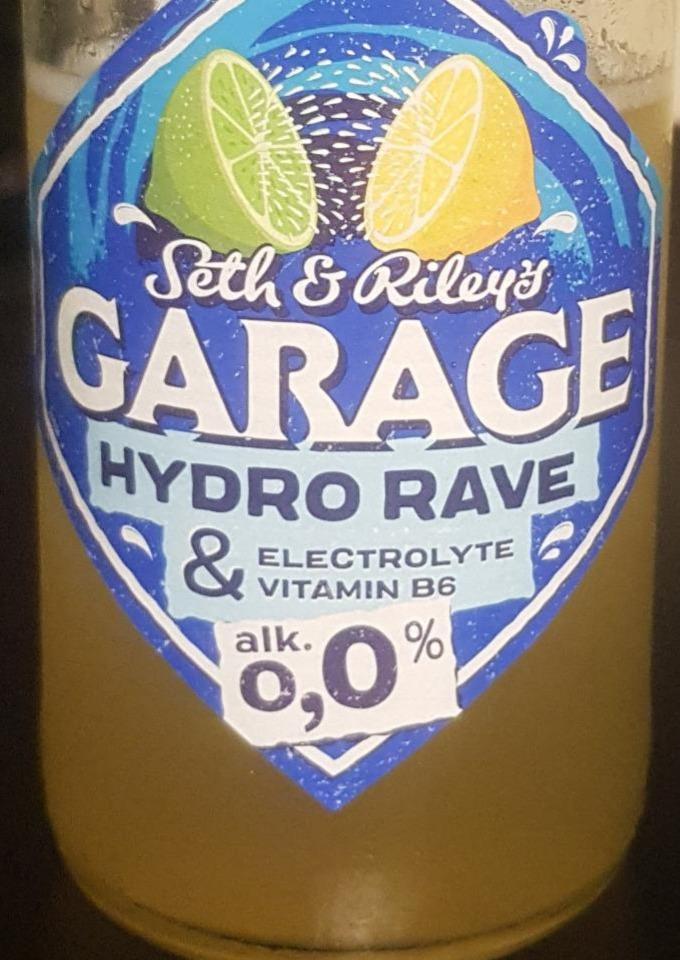 Seth & Riley's
GARAGE
HYDRO RAVE
& ELECTROLYTE
VITAMIN B6
alk.
0,0%